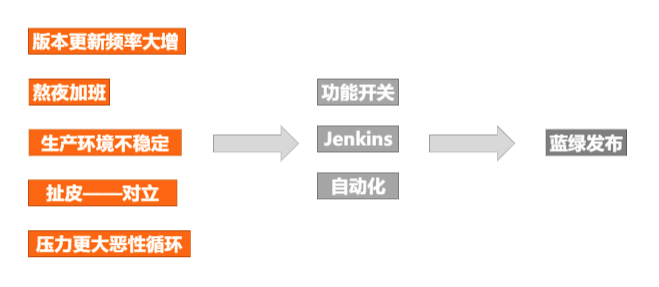 版本更新频率大增
熬夜加班
生产环境不稳定
扯皮——对立
压力更大恶性循环
功能开关
Jenkins
自动化
蓝绿发布